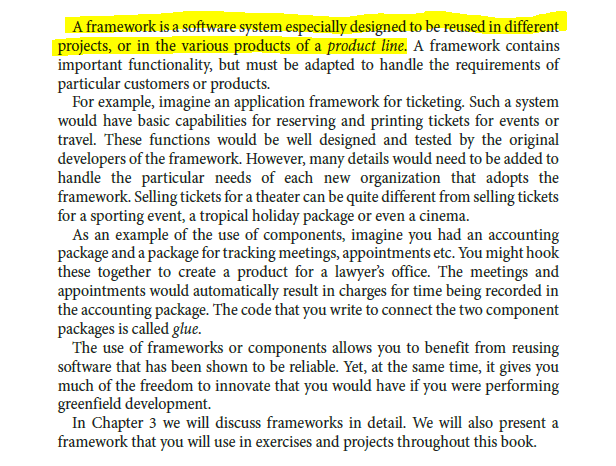 A framework is a software system especially designed to be reused in different
projects, or in the various products of a product line. A framework contains
important functionality, but must be adapted to handle the requirements of
particular customers or products.
For example, imagine an application framework for ticketing. Such a system
would have basic capabilities for reserving and printing tickets for events or
travel. These functions would be well designed and tested by the original
developers of the framework. However, many details would need to be added to
handle the particular needs of each new organization that adopts the
framework. Selling tickets for a theater can be quite different from selling tickets
for a sporting event, a tropical holiday package or even a cinema.
As an example of the use of components, imagine you had an accounting
package and a package for tracking meetings, appointments etc. You might hook
these together to create a product for a lawyer's office. The meetings and
appointments would automatically result in charges for time being recorded in
the accounting package. The code that you write to connect the two component
packages is called glue.
The use of frameworks or components allows you to benefit from reusing
software that has been shown to be reliable. Yet, at the same time, it gives you
much of the freedom to innovate that you would have if you were performing
greenfield development.
In Chapter 3 we will discuss frameworks in detail. We will also present a
framework that you will use in exercises and projects throughout this book.